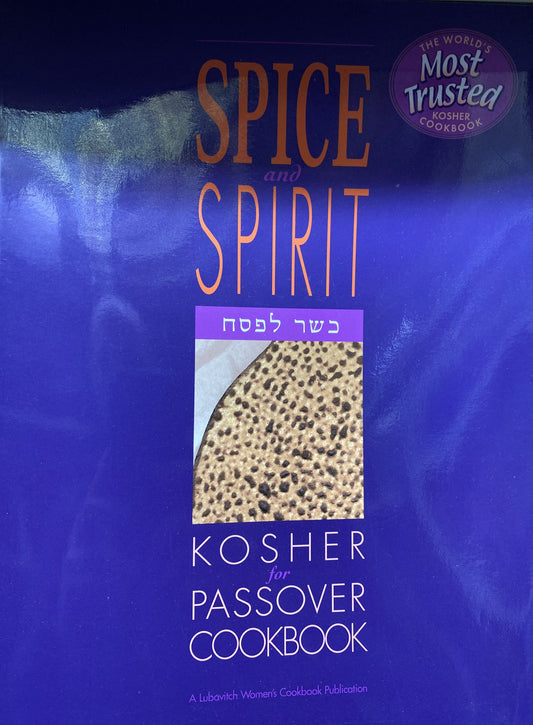 SPICE
and
SPIRIT
THE WORLD'S
Most
Trusted
KOSHER
COOKBOOK
כשר לפסח
KOSHER
for
PASSOVER
COOKBOOK
A Lubavitch Women's Cookbook Publication